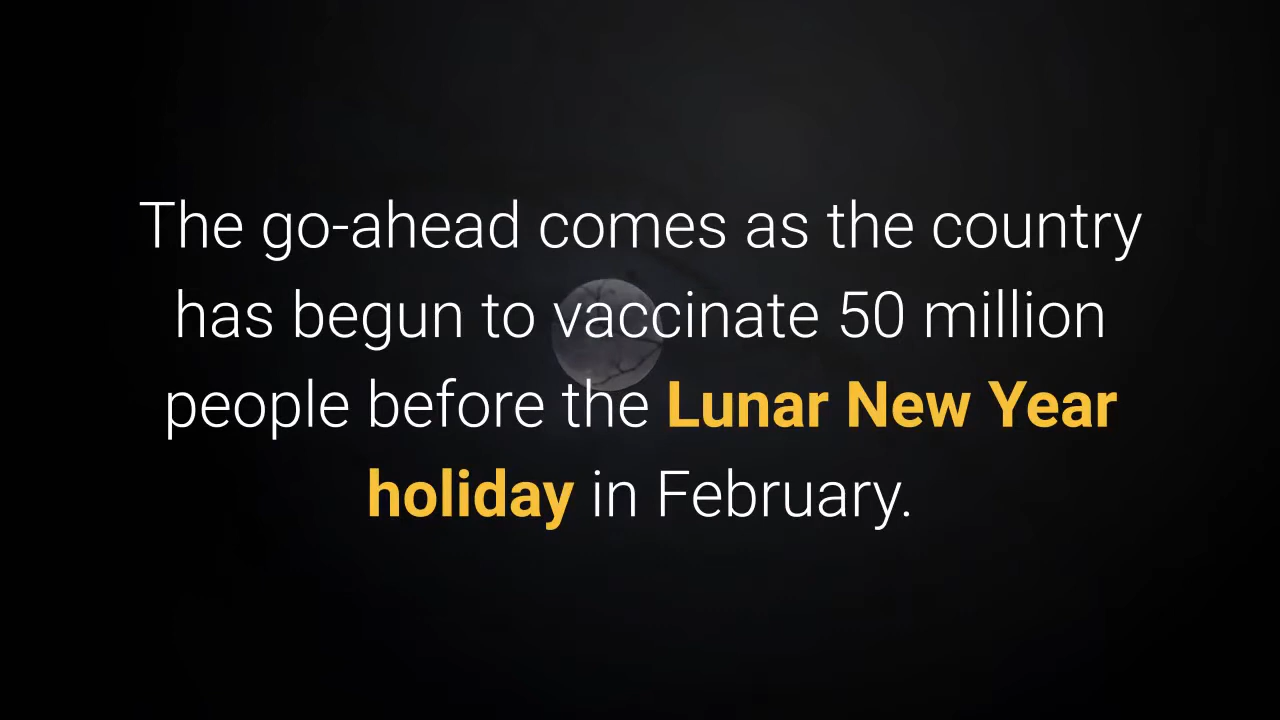 The go-ahead comes as the country
has begun to vaccinate 50 million
people before the Lunar New Year
holiday in February.